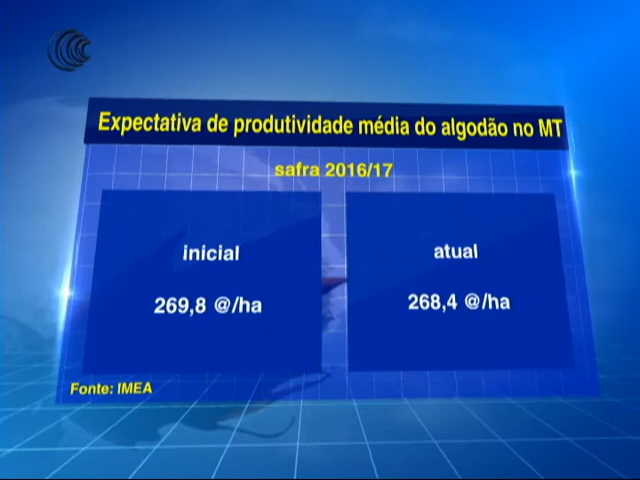 Expectativa de produtividade média do algodão no MT
safra 2016/17
inicial
269,8 @/ha
atual
268,4 @/ha
Fonte: IMEA